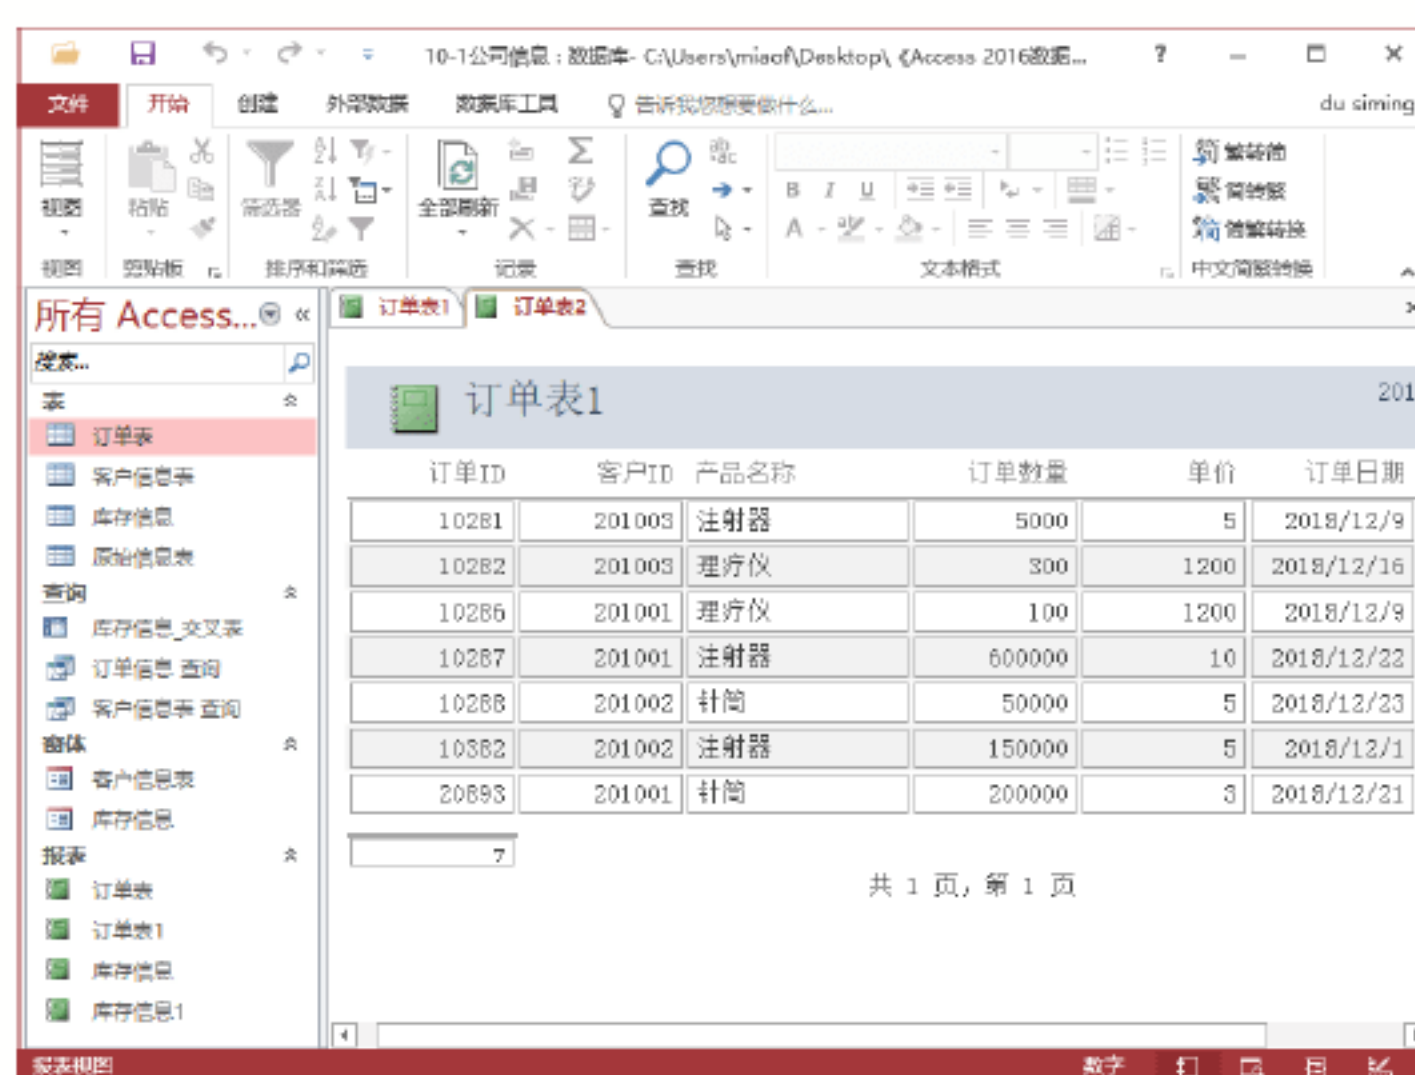 10-1公司信息 : 数据库- C:\Users\miaof\Desktop\《Access 2016数据... ?
文件 开始 创建 外部数据 数据库工具 告诉我您想要做什么... du siming
视图 粘贴 筛选器 全部刷新 查找 B I U A 繁转简 简转繁 简繁转换
视图 剪贴板 排序和筛选 记录 查找 文本格式 中文简繁转换
所有 Access... «
搜索...
表
订单表
客户信息表
库存信息
原始信息表
查询
库存信息_交叉表
订单信息 查询
客户信息表 查询
窗体
客户信息表
库存信息
报表
订单表
订单表1
库存信息
库存信息1
订单表1 订单表2
订单表1 201
订单ID 客户ID 产品名称 订单数量 单价 订单日期
10281 201003 注射器 5000 5 2018/12/9
10282 201003 理疗仪 300 1200 2018/12/16
10286 201001 理疗仪 100 1200 2018/12/9
10287 201001 注射器 600000 10 2018/12/22
10288 201002 针筒 50000 5 2018/12/23
10382 201002 注射器 150000 5 2018/12/1
20893 201001 针筒 200000 3 2018/12/21
7
共 1 页, 第 1 页
报表视图 数字